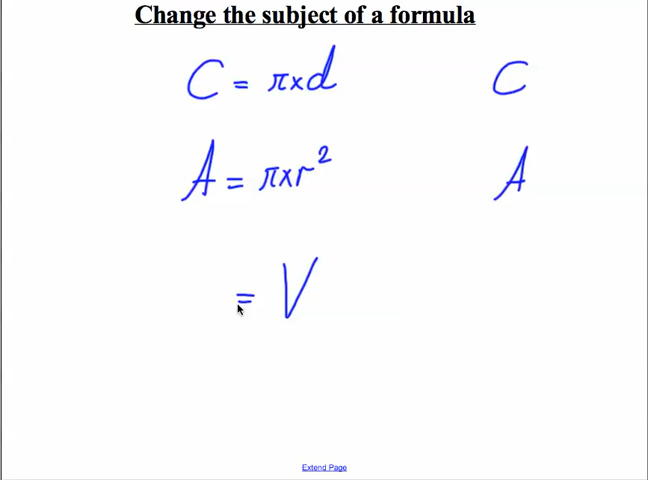 Change the subject of a formula
C = π×d C
A = π×r² A
= V
Extend Page